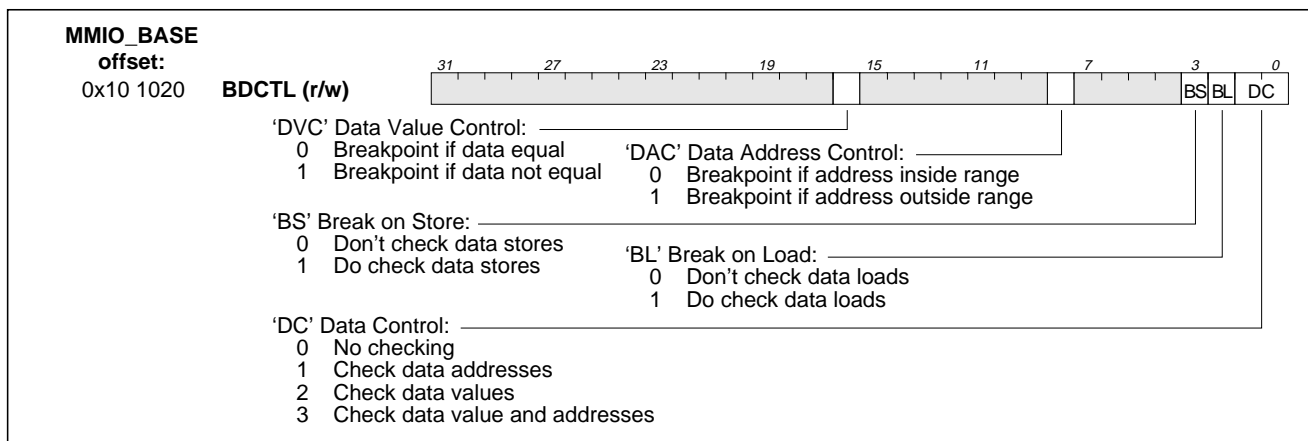 MMIO_BASE
offset:
31 27 23 19 15 11 7 3 0
0x10 1020 BDCTL (r/w) BS BL DC
‘DVC’ Data Value Control:
0 Breakpoint if data equal
1 Breakpoint if data not equal
‘DAC’ Data Address Control:
0 Breakpoint if address inside range
1 Breakpoint if address outside range
‘BS’ Break on Store:
0 Don't check data stores
1 Do check data stores
‘BL’ Break on Load:
0 Don't check data loads
1 Do check data loads
‘DC’ Data Control:
0 No checking
1 Check data addresses
2 Check data values
3 Check data value and addresses